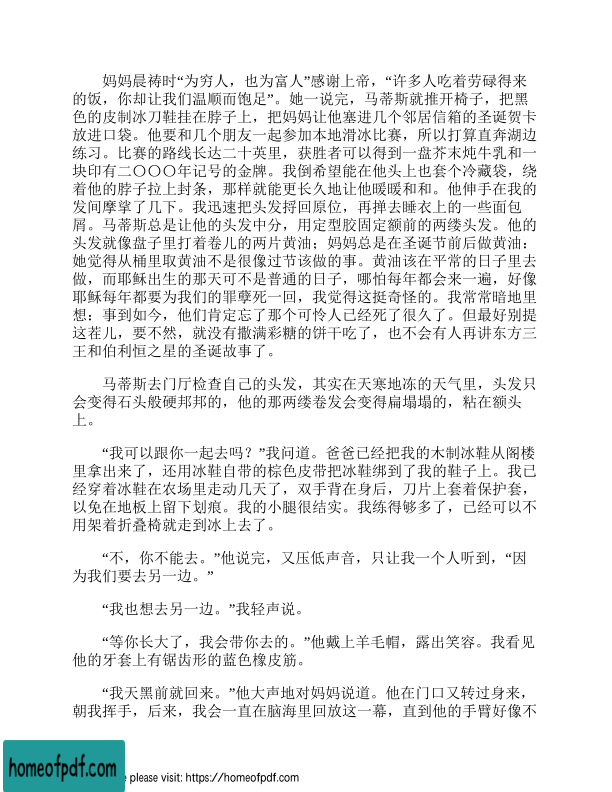 妈妈晨祷时“为穷人，也为富人”感谢上帝，“许多人吃着劳碌得来
的饭，你却让我们温顺而饱足”。她一说完，马蒂斯就推开椅子，把黑
色的皮制冰刀鞋挂在脖子上，把妈妈让他塞进几个邻居信箱的圣诞贺卡
放进口袋。他要和几个朋友一起参加本地滑冰比赛，所以打算直奔湖边
练习。比赛的路线长达二十英里，获胜者可以得到一盘芥末炖牛乳和一
块印有二〇〇〇年记号的金牌。我倒希望能在他头上也套个冷藏袋，绕
着他的脖子拉上封条，那样就能更长久地让他暖暖和和。他伸手在我的
发间摩挲了几下。我迅速把头发捋回原位，再掸去睡衣上的一些面包
屑。马蒂斯总是让他的头发中分，用定型胶固定额前的两缕头发。他的
头发就像盘子里打着卷儿的两片黄油；妈妈总是在圣诞节前后做黄油：
她觉得从桶里取黄油不是很像过节该做的事。黄油该在平常的日子里去
做，而耶稣出生的那天可不是普通的日子，哪怕每年都会来一遍，好像
耶稣每年都要为我们的罪孽死一回，我觉得这挺奇怪的。我常常暗地里
想：事到如今，他们肯定忘了那个可怜人已经死了很久了。但最好别提
这茬儿，要不然，就没有撒满彩糖的饼干吃了，也不会有人再讲东方三
王和伯利恒之星的圣诞故事了。
马蒂斯去门厅检查自己的头发，其实在天寒地冻的天气里，头发只
会变得石头般硬邦邦的，他的那两缕卷发会变得扁塌塌的，粘在额头
上。
“我可以跟你一起去吗？”我问道。爸爸已经把我的木制冰鞋从阁楼
里拿出来了，还用冰鞋自带的棕色皮带把冰鞋绑到了我的鞋子上。我已
经穿着冰鞋在农场里走动几天了，双手背在身后，刀片上套着保护套，
以免在地板上留下划痕。我的小腿很结实。我练得够多了，已经可以不
用架着折叠椅就走到冰上去了。
“不，你不能去。”他说完，又压低声音，只让我一个人听到，“因
为我们要去另一边。”
“我也想去另一边。”我轻声说。
“等你长大了，我会带你去的。”他戴上羊毛帽，露出笑容。我看见
他的牙套上有锯齿形的蓝色橡皮筋。
“我天黑前就回来。”他大声地对妈妈说道。他在门口又转过身来，
朝我挥手，后来，我会一直在脑海里回放这一幕，直到他的手臂好像不
homeofpdf.com
e please visit: https://homeofpdf.com